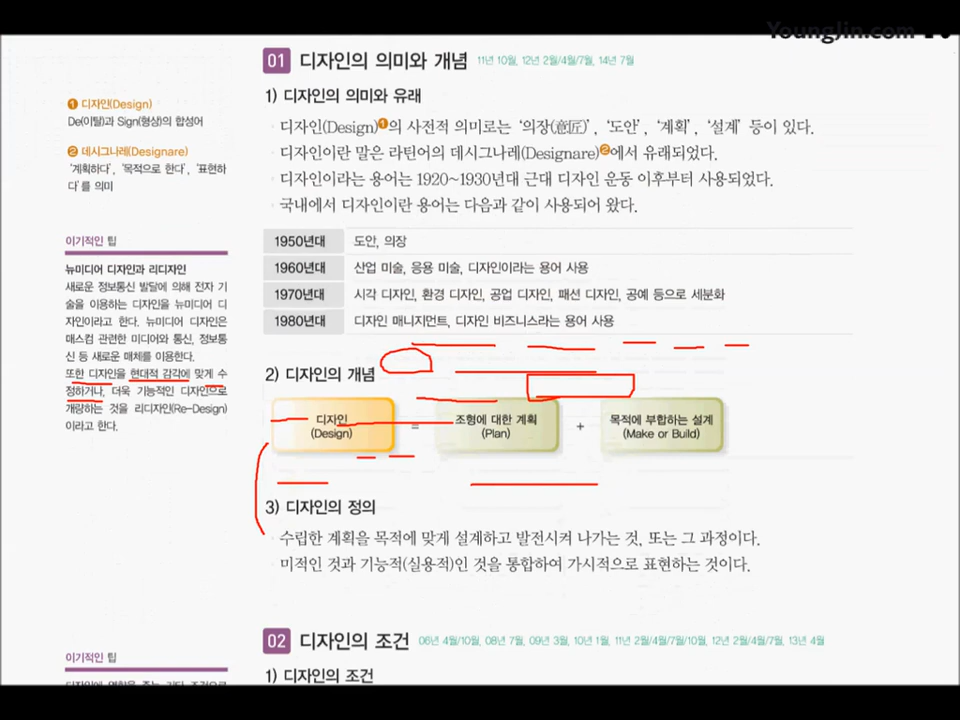 YoungJin.com
01 디자인의 의미와 개념 11년 10월, 12년 2월/4월/7월, 14년 7월
❶ 디자인(Design)
De(이탈)과 Sign(형상)의 합성어
❷ 데시그나레(Designare)
'계획하다', '목적으로 한다', '표현하
다'를 의미
이기적인 팁
뉴미디어 디자인과 리디자인
새로운 정보통신 발달에 의해 전자 기
술을 이용하는 디자인을 뉴미디어 디
자인이라고 한다. 뉴미디어 디자인은
매스컴 관련한 미디어와 통신, 정보통
신 등 새로운 매체를 이용한다.
또한 디자인을 현대적 감각에 맞게 수
정하거나, 더욱 기능적인 디자인으로
개량하는 것을 리디자인(Re-Design)
이라고 한다.
1) 디자인의 의미와 유래
· 디자인(Design)❶의 사전적 의미로는 '의장(意匠)', '도안', '계획', '설계' 등이 있다.
· 디자인이란 말은 라틴어의 데시그나레(Designare)❷에서 유래되었다.
· 디자인이라는 용어는 1920~1930년대 근대 디자인 운동 이후부터 사용되었다.
· 국내에서 디자인이란 용어는 다음과 같이 사용되어 왔다.
1950년대 도안, 의장
1960년대 산업 미술, 응용 미술, 디자인이라는 용어 사용
1970년대 시각 디자인, 환경 디자인, 공업 디자인, 패션 디자인, 공예 등으로 세분화
1980년대 디자인 매니지먼트, 디자인 비즈니스라는 용어 사용
2) 디자인의 개념
디자인
(Design)
=
조형에 대한 계획
(Plan)
+
목적에 부합하는 설계
(Make or Build)
3) 디자인의 정의
· 수립한 계획을 목적에 맞게 설계하고 발전시켜 나가는 것, 또는 그 과정이다.
· 미적인 것과 기능적(실용적)인 것을 통합하여 가시적으로 표현하는 것이다.
02 디자인의 조건 06년 4월/10월, 08년 7월, 09년 3월, 10년 1월, 11년 2월/4월/7월/10월, 12년 2월/4월/7월, 13년 4월
이기적인 팁
1) 디자인의 조건